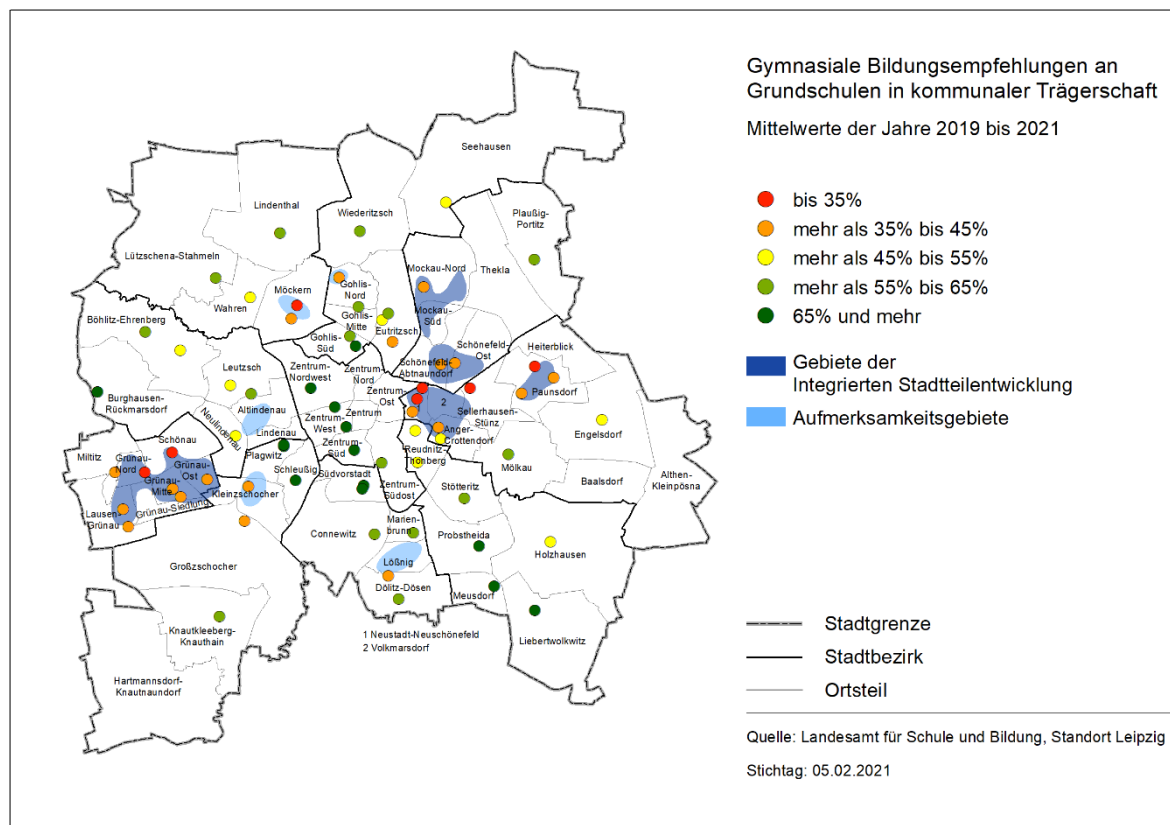 Gymnasiale Bildungsempfehlungen an
Grundschulen in kommunaler Trägerschaft
Mittelwerte der Jahre 2019 bis 2021
bis 35%
mehr als 35% bis 45%
mehr als 45% bis 55%
mehr als 55% bis 65%
65% und mehr
Gebiete der
Integrierten Stadtteilentwicklung
Aufmerksamkeitsgebiete
Seehausen
Lindenthal
Wiederitzsch
Plaußig-
Portitz
Lützschena-Stahmeln
Mockau-Nord
Thekla
Möckern
Gohlis-
Nord
Wahren
Böhlitz-Ehrenberg
Gohlis-
Mitte
Eutritzsch
Mockau-
Süd
Gohlis-
Süd
Schönefeld-
Ost
Heiterblick
Leutzsch
Zentrum-
Nordwest
Zentrum-
Nord
Schönefeld-
Abtnaundorf
Paunsdorf
Burghausen-
Rückmarsdorf
Altlindenau
Zentrum-
Ost
2
Sellerhausen-
Stünz
Neulindenau
Lindenau
Zentrum-
West
Zentrum
Anger-
Crottendorf
Engelsdorf
Schönau
Plagwitz
Zentrum-
Süd
Reudnitz-
Thonberg
Miltitz
Grünau-
Nord
Grünau-
Ost
Schleußig
Südvorstadt
Mölkau
Althen-
Kleinpösna
Grünau-
Mitte
Kleinzschocher
Zentrum-
Südost
Stötteritz
Baalsdorf
Lausen-
Grünau
Grünau-Siedlung
Connewitz
Marien-
brunn
Probstheida
Holzhausen
Großzschocher
Lößnig
Dölitz-Dösen
Meusdorf
Knautkleeberg-
Knauthain
Liebertwolkwitz
1 Neustadt-Neuschönefeld
2 Volkmarsdorf
Hartmannsdorf-
Knautnaundorf
Stadtgrenze
Stadtbezirk
Ortsteil
Quelle: Landesamt für Schule und Bildung, Standort Leipzig
Stichtag: 05.02.2021